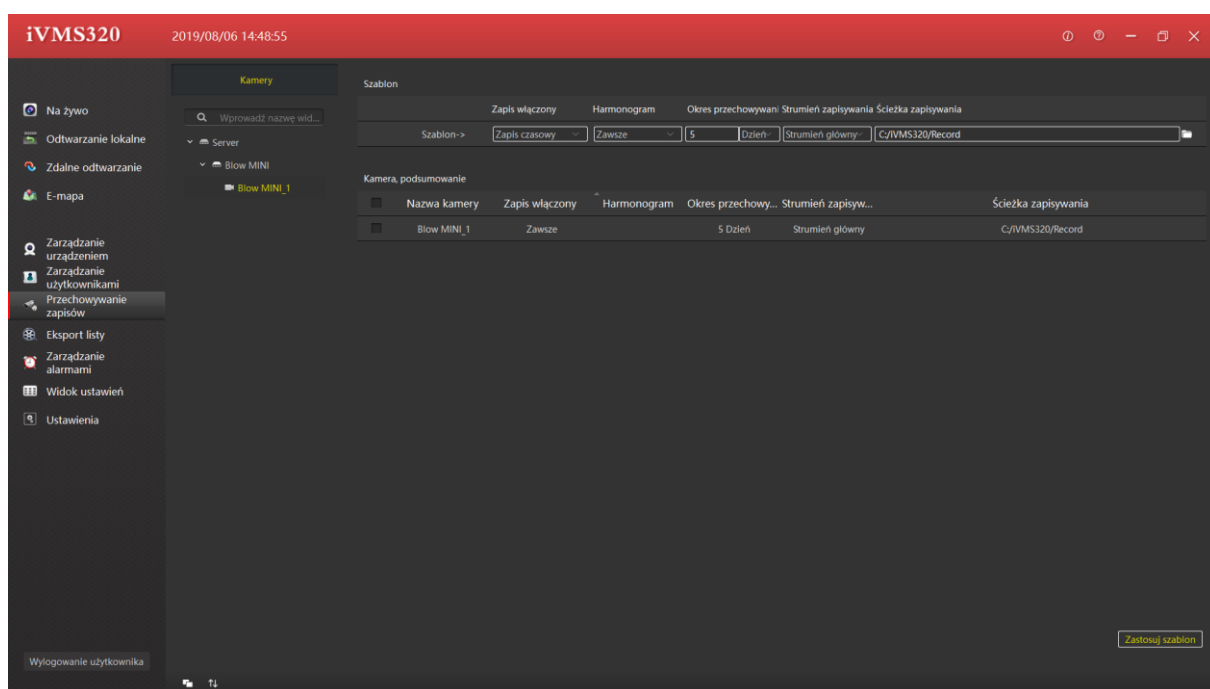 iVMS320
2019/08/06 14:48:55
Na żywo
Odtwarzanie lokalne
Zdalne odtwarzanie
E-mapa
Zarządzanie
urządzeniem
Zarządzanie
użytkownikami
Przechowywanie
zapisów
Eksport listy
Zarządzanie
alarmami
Widok ustawień
Ustawienia
Wylogowanie użytkownika
Kamery
Wprowadź nazwę wid...
Server
Blow MINI
Blow MINI_1
Szablon
Zapis włączony Harmonogram Okres przechowywani Strumień zapisywania Ścieżka zapisywania
Szablon-> Zapis czasowy Zawsze 5 Dzień Strumień główny C:/iVMS320/Record
Kamera, podsumowanie
Nazwa kamery Zapis włączony Harmonogram Okres przechowy... Strumień zapisyw... Ścieżka zapisywania
Blow MINI_1 Zawsze 5 Dzień Strumień główny C:/iVMS320/Record
Zastosuj szablon